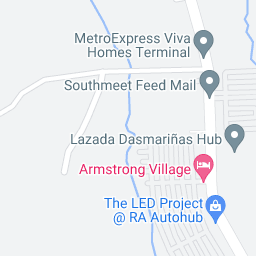 MetroExpress Viva
Homes Terminal
Southmeet Feed Mail
Lazada Dasmariñas Hub
Armstrong Village
The LED Project
@ RA Autohub